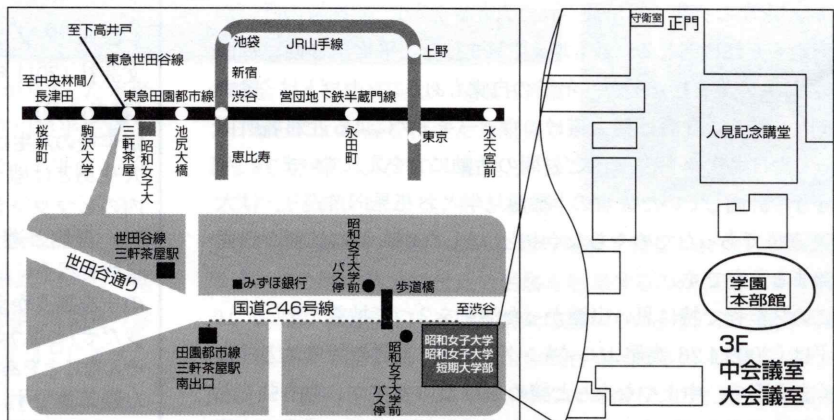 至下高井戸
東急世田谷線
至中央林間/
長津田
東急田園都市線
池袋
JR山手線
上野
新宿
渋谷
営団地下鉄半蔵門線
桜新町
駒沢大学
三軒茶屋
昭和女子大
池尻大橋
恵比寿
永田町
東京
水天宮前
世田谷線
三軒茶屋駅
世田谷通り
■みずほ銀行
昭和女子大学前
バス停
歩道橋
国道246号線
至渋谷
田園都市線
三軒茶屋駅
南出口
昭和女子大学前
バス停
昭和女子大学
昭和女子大学
短期大学部
守衛室
正門
人見記念講堂
学園
本部館
3F
中会議室
大会議室